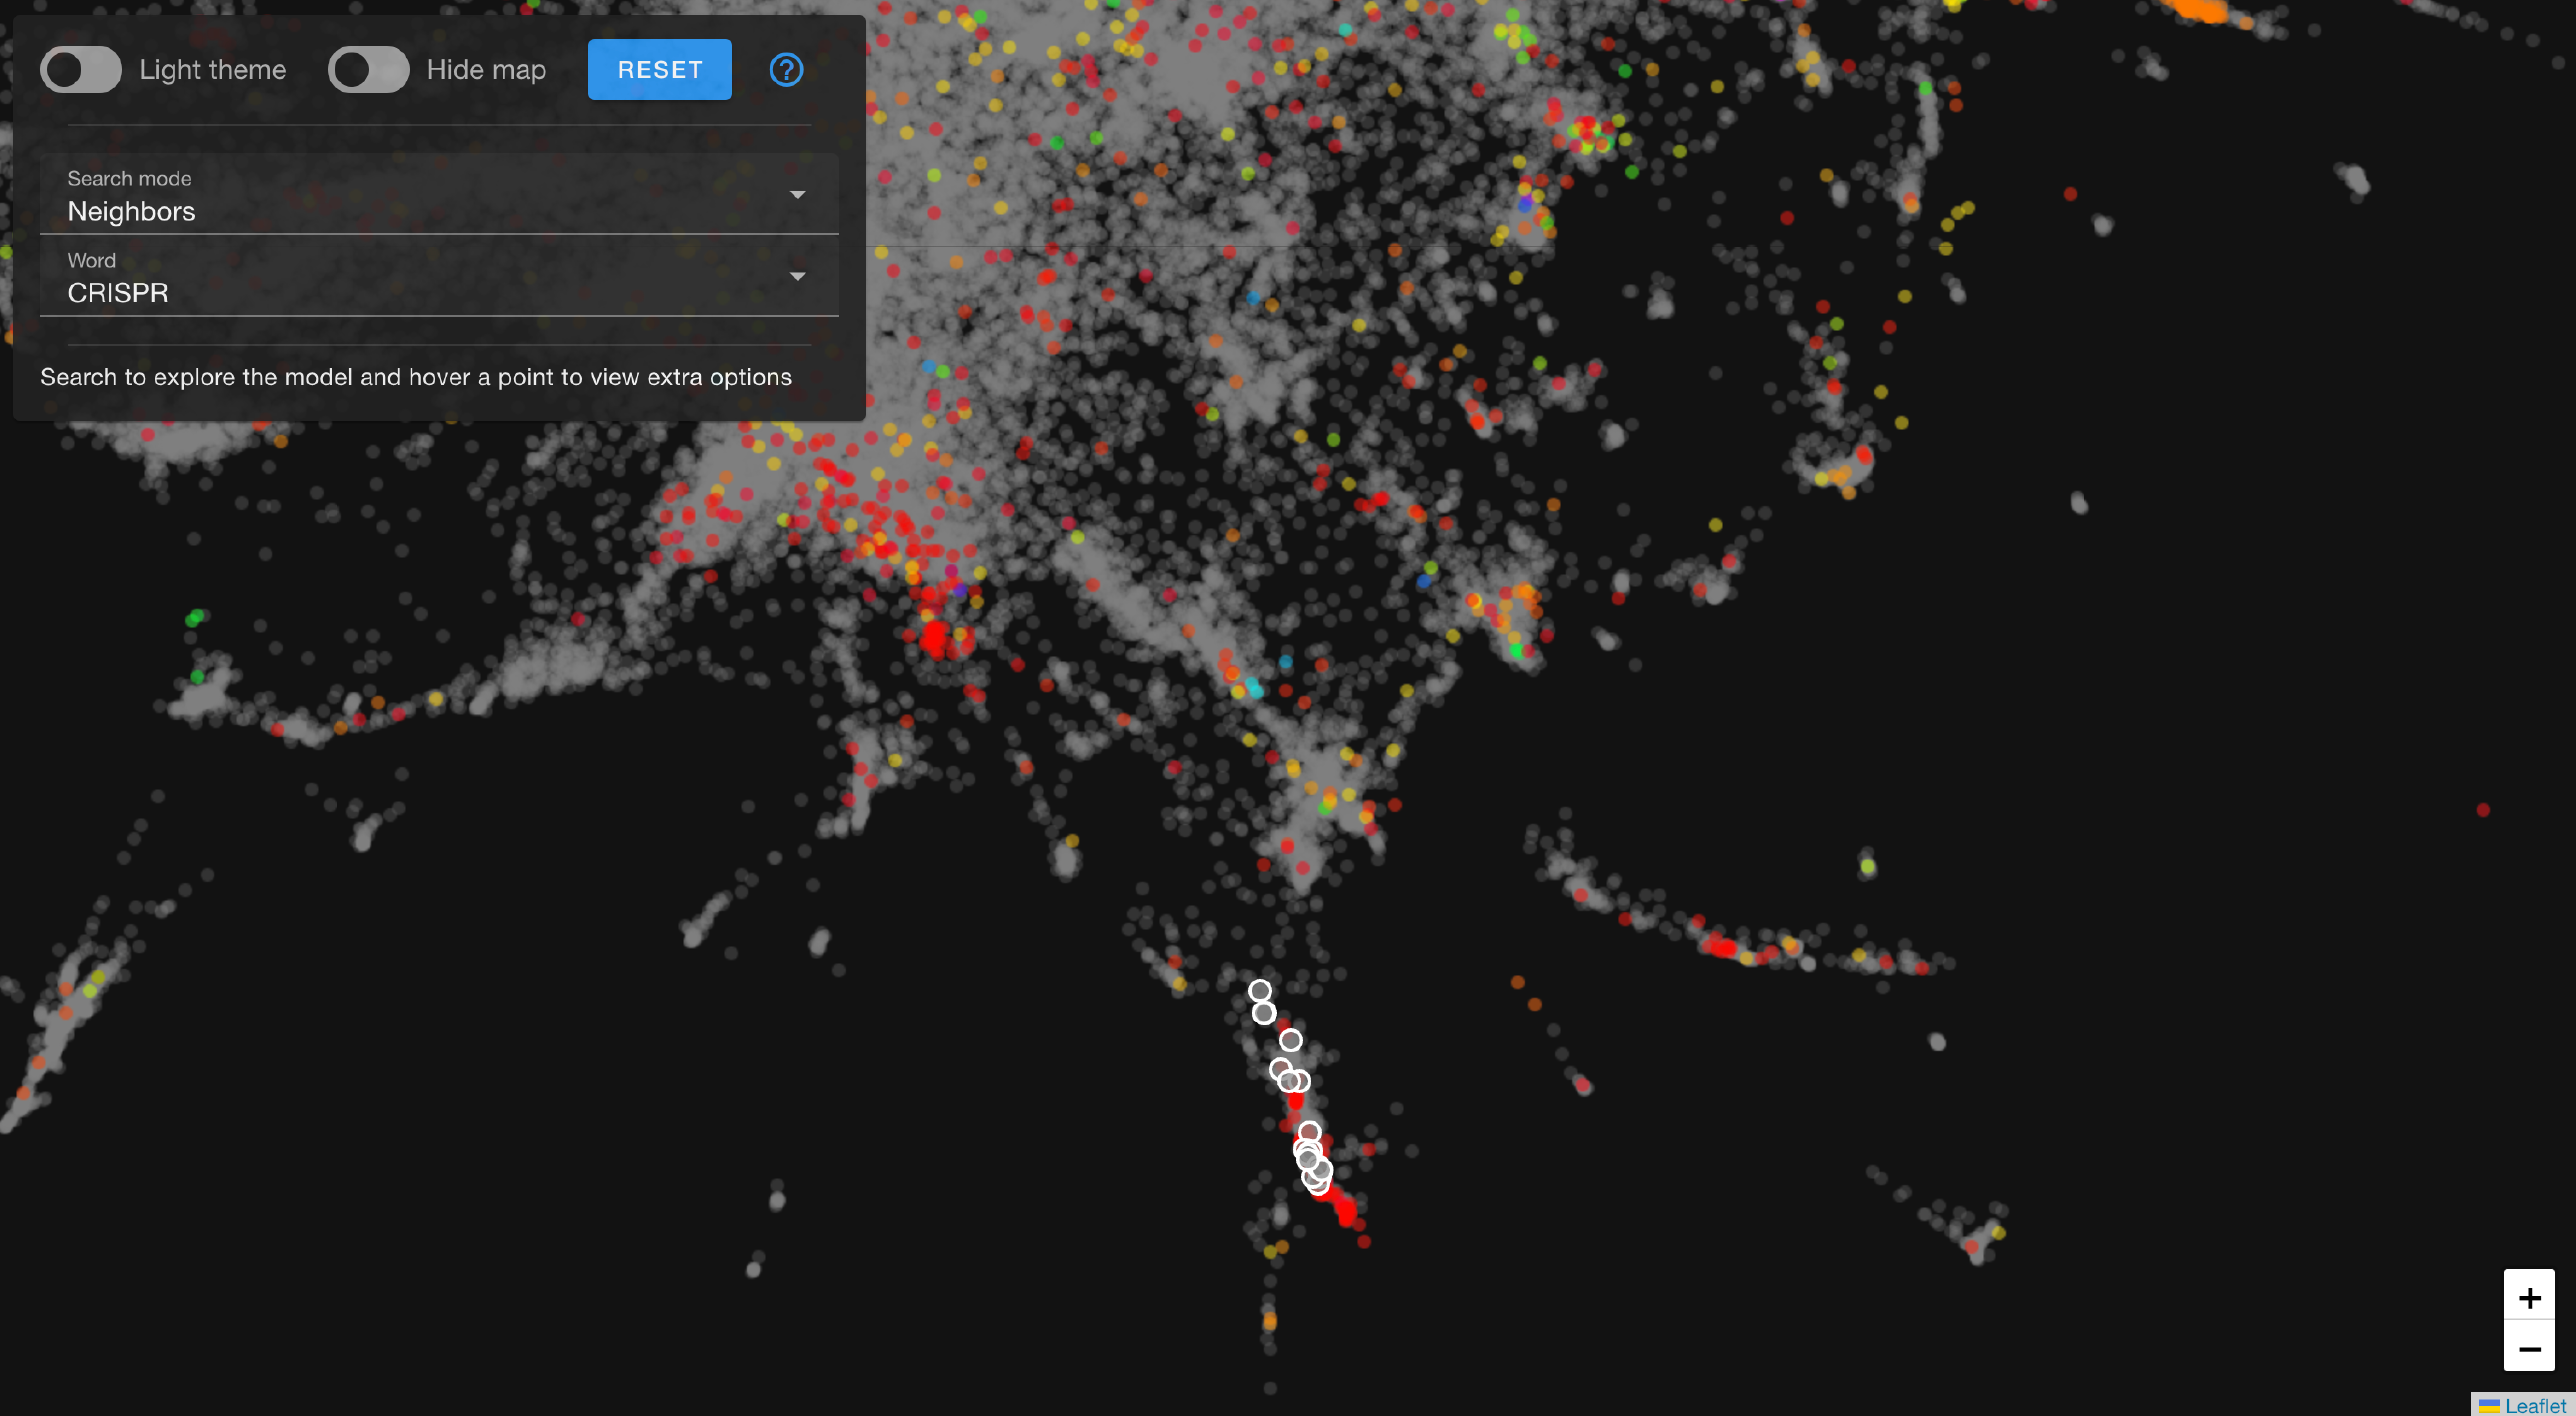 Light theme
Hide map
RESET
?
Search mode
Neighbors
Word
CRISPR
Search to explore the model and hover a point to view extra options
+
−
Leaflet